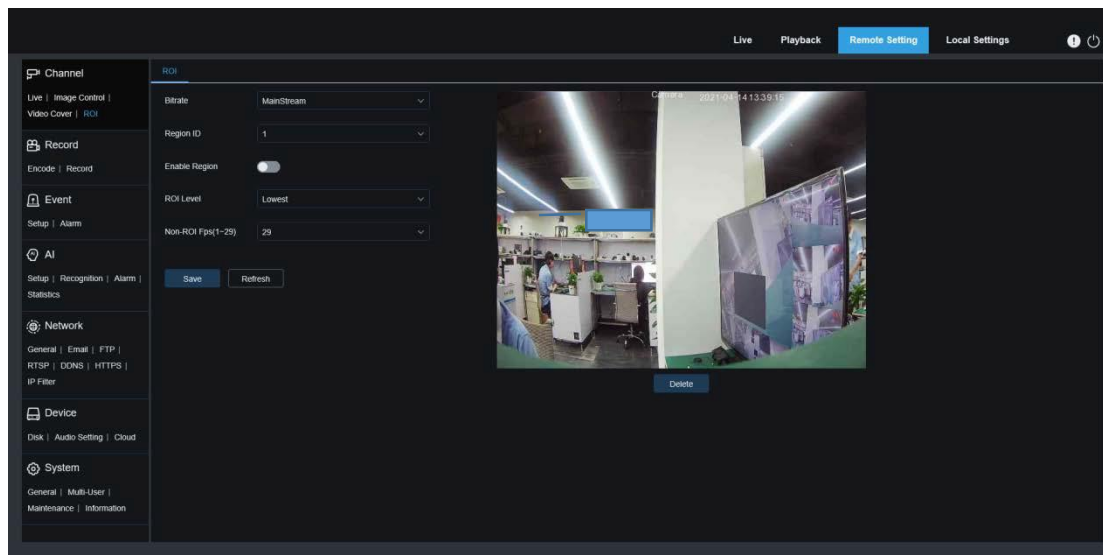 Live Playback Remote Setting Local Settings
Channel
Live | Image Control |
Video Cover | ROI
Record
Encode | Record
Event
Setup | Alarm
AI
Setup | Recognition | Alarm |
Statistics
Network
General | Email | FTP |
RTSP | DDNS | HTTPS |
IP Filter
Device
Disk | Audio Setting | Cloud
System
General | Multi-User |
Maintenance | Information
ROI
Bitrate MainStream
Region ID 1
Enable Region
ROI Level Lowest
Non-ROI Fps(1~29) 29
Save Refresh
Camera 2021-04-14 13:39:15
Delete